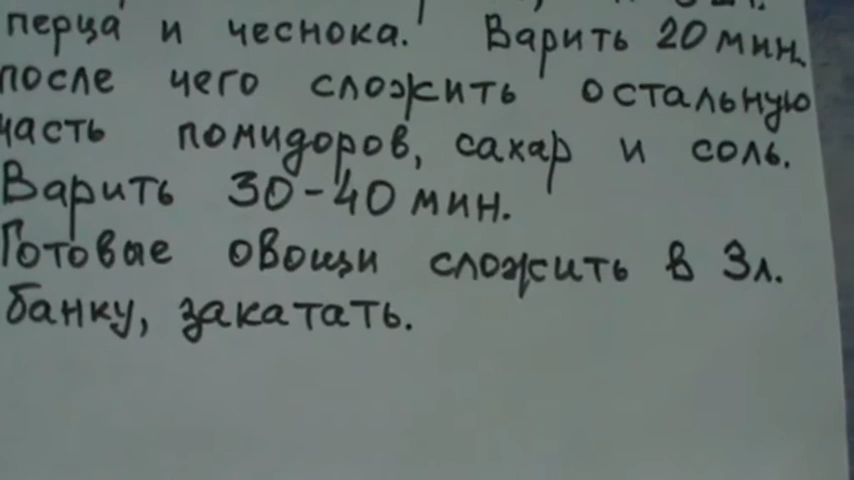 перца и чеснока. Варить 20 мин,
после чего сложить остальную
часть помидоров, сахар и соль.
Варить 30-40 мин.
Готовые овощи сложить в 3л.
банку, закатать.